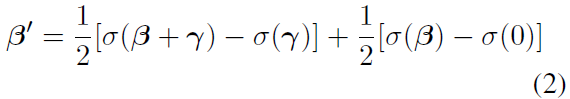 β′ = 1/2[σ(β + γ) − σ(γ)] + 1/2[σ(β) − σ(0)]
(2)